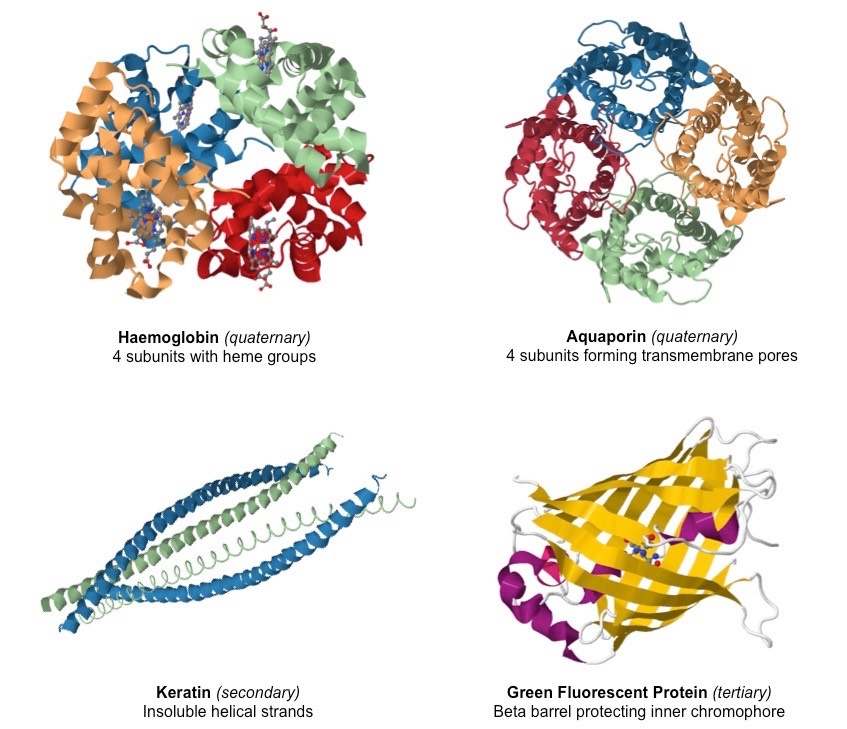 Haemoglobin (quaternary)
4 subunits with heme groups
Aquaporin (quaternary)
4 subunits forming transmembrane pores
Keratin (secondary)
Insoluble helical strands
Green Fluorescent Protein (tertiary)
Beta barrel protecting inner chromophore